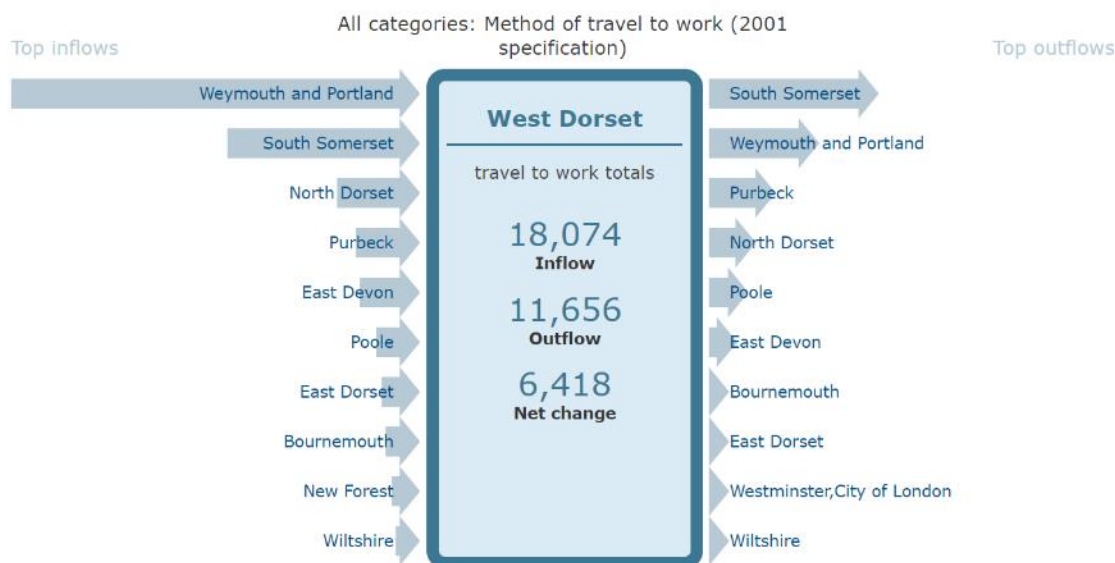 All categories: Method of travel to work (2001
specification)
Top inflows
Top outflows
Weymouth and Portland
South Somerset
North Dorset
Purbeck
East Devon
Poole
East Dorset
Bournemouth
New Forest
Wiltshire
West Dorset
travel to work totals
18,074
Inflow
11,656
Outflow
6,418
Net change
South Somerset
Weymouth and Portland
Purbeck
North Dorset
Poole
East Devon
Bournemouth
East Dorset
Westminster,City of London
Wiltshire